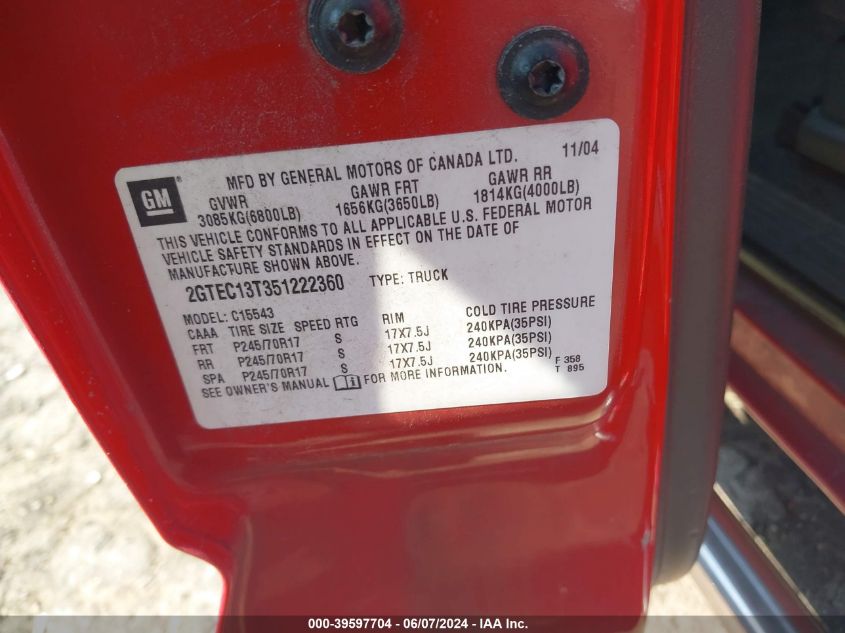 GM
MFD BY GENERAL MOTORS OF CANADA LTD. 11/04
GVWR GAWR FRT GAWR RR
3085KG(6800LB) 1656KG(3650LB) 1814KG(4000LB)
THIS VEHICLE CONFORMS TO ALL APPLICABLE U.S. FEDERAL MOTOR
VEHICLE SAFETY STANDARDS IN EFFECT ON THE DATE OF
MANUFACTURE SHOWN ABOVE.
2GTEC13T351222360 TYPE: TRUCK
MODEL: C15543
CAAA TIRE SIZE SPEED RTG RIM COLD TIRE PRESSURE
FRT P245/70R17 S 17X7.5J 240KPA(35PSI)
RR P245/70R17 S 17X7.5J 240KPA(35PSI)
SPA P245/70R17 S 17X7.5J 240KPA(35PSI)
SEE OWNER'S MANUAL FOR MORE INFORMATION.
F 358
T 895
000-39597704 - 06/07/2024 - IAA Inc.